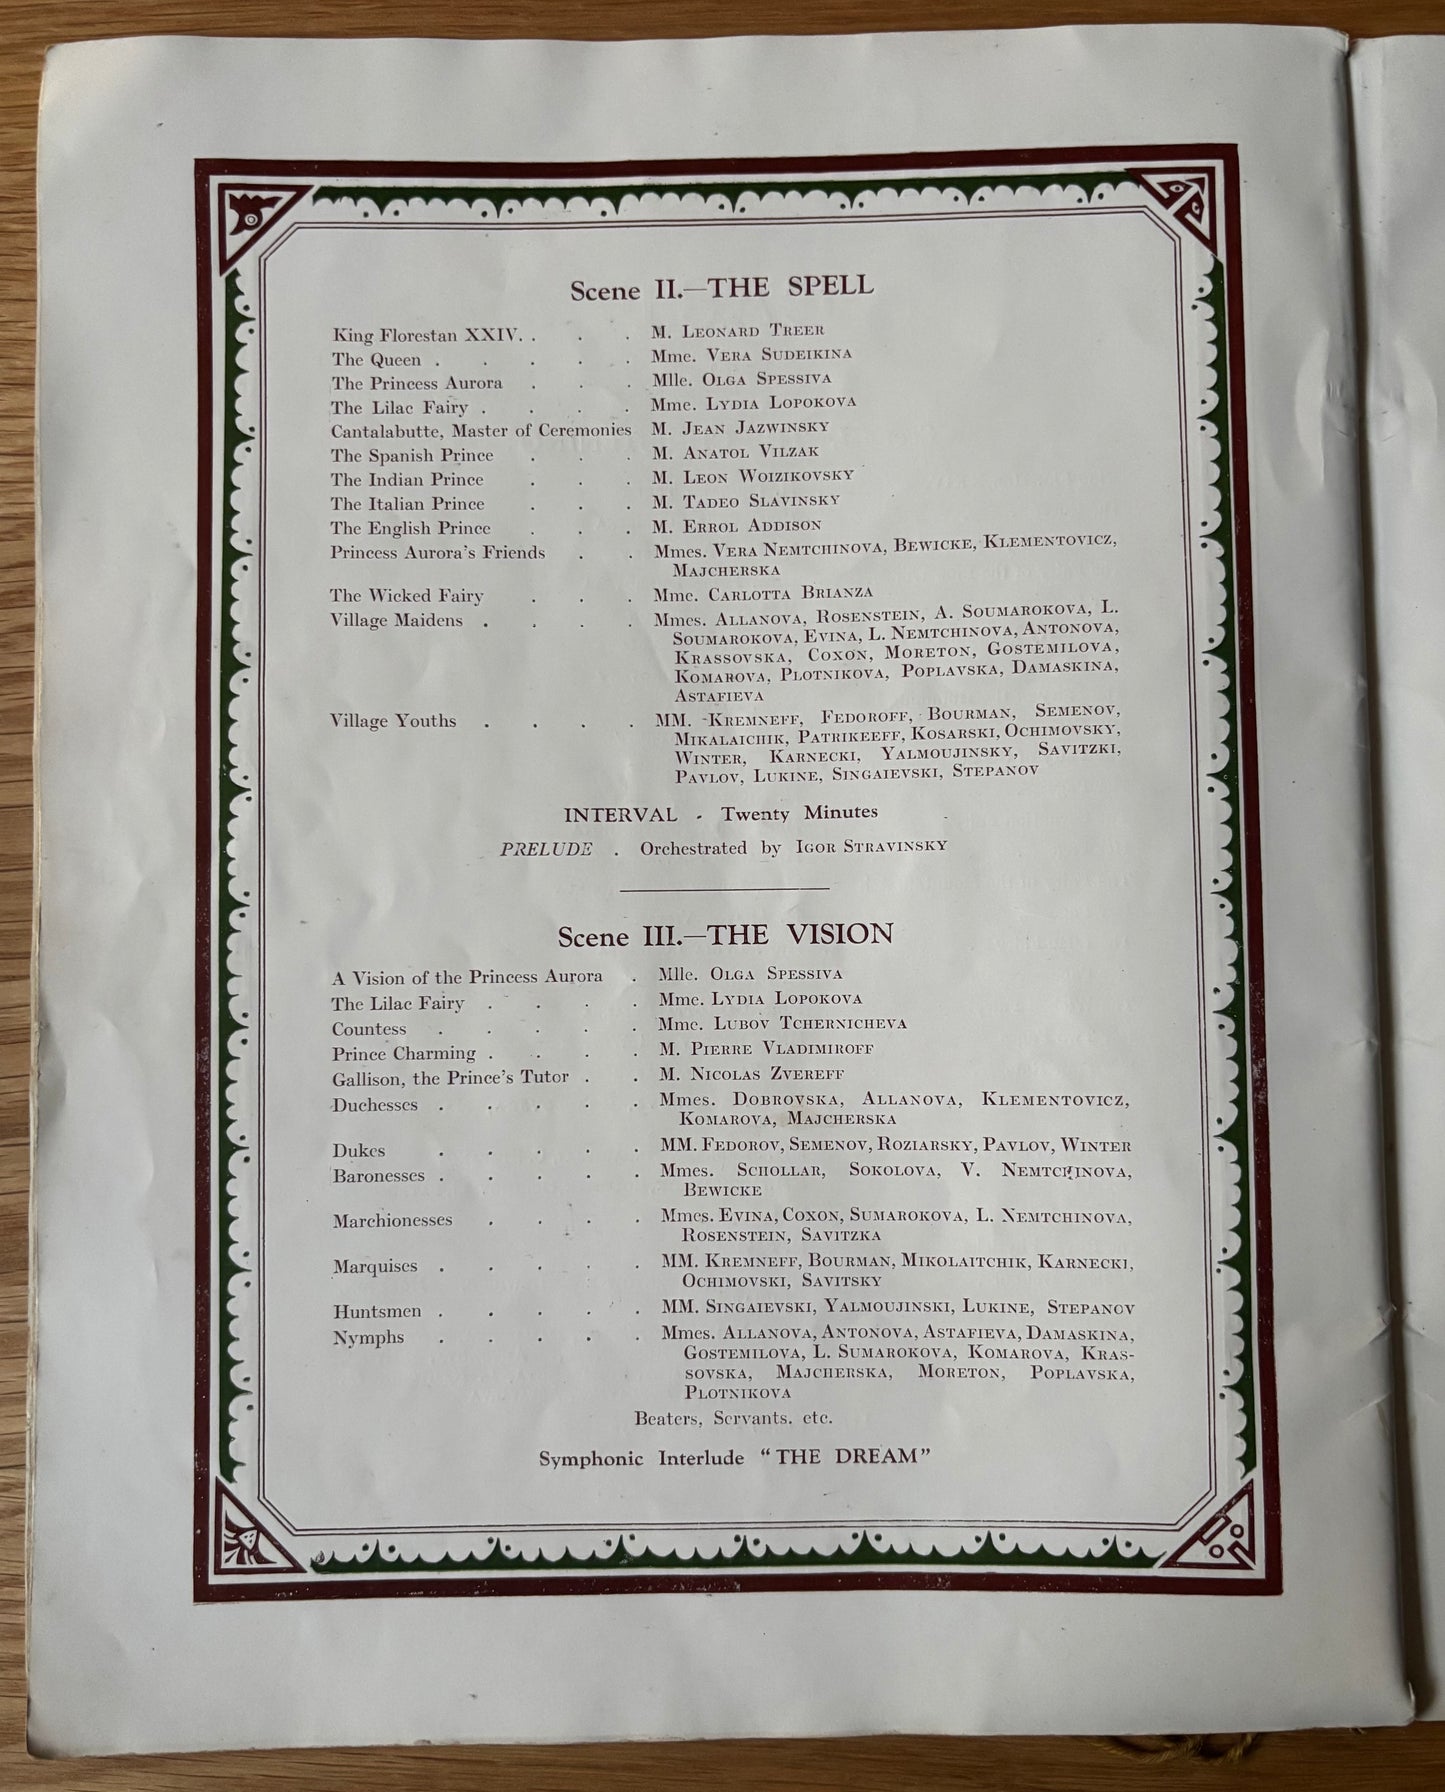 Scene II.—THE SPELL
King Florestan XXIV. . . . M. LEONARD TREER
The Queen . . . . . Mme. VERA SUDEIKINA
The Princess Aurora . . . Mlle. OLGA SPESSIVA
The Lilac Fairy . . . . Mme. LYDIA LOPOKOVA
Cantalabutte, Master of Ceremonies M. JEAN JAZWINSKY
The Spanish Prince . . . M. ANATOL VILZAK
The Indian Prince . . . M. LEON WOIZIKOVSKY
The Italian Prince . . . M. TADEO SLAVINSKY
The English Prince . . . M. ERROL ADDISON
Princess Aurora's Friends . . Mmes. VERA NEMTCHINOVA, BEWICKE, KLEMENTOVICZ,
MAJCHERSKA
The Wicked Fairy . . . Mme. CARLOTTA BRIANZA
Village Maidens . . . . Mmes. ALLANOVA, ROSENSTEIN, A. SOUMAROKOVA, L.
SOUMAROKOVA, EVINA, L. NEMTCHINOVA, ANTONOVA,
KRASSOVSKA, COXON, MORETON, GOSTEMILOVA,
KOMAROVA, PLOTNIKOVA, POPLAVSKA, DAMASKINA,
ASTAFIEVA
Village Youths . . . . MM. KREMNEFF, FEDOROFF, BOURMAN, SEMENOV,
MIKALAICHIK, PATRIKEEFF, KOSARSKI, OCHIMOVSKY,
WINTER, KARNECKI, YALMOUJINSKY, SAVITZKI,
PAVLOV, LUKINE, SINGAIEVSKI, STEPANOV
INTERVAL - Twenty Minutes
PRELUDE . Orchestrated by IGOR STRAVINSKY
Scene III.—THE VISION
A Vision of the Princess Aurora . Mlle. OLGA SPESSIVA
The Lilac Fairy . . . . Mme. LYDIA LOPOKOVA
Countess . . . . . Mme. LUBOV TCHERNICHEVA
Prince Charming . . . . M. PIERRE VLADIMIROFF
Gallison, the Prince's Tutor . . M. NICOLAS ZVEREFF
Duchesses . . . . . Mmes. DOBROVSKA, ALLANOVA, KLEMENTOVICZ,
KOMAROVA, MAJCHERSKA
Dukes . . . . . MM. FEDOROV, SEMENOV, ROZIARSKY, PAVLOV, WINTER
Baronesses . . . . . Mmes. SCHOLLAR, SOKOLOVA, V. NEMTCHINOVA,
BEWICKE
Marchionesses . . . . Mmes. EVINA, COXON, SUMAROKOVA, L. NEMTCHINOVA,
ROSENSTEIN, SAVITZKA
Marquises . . . . . MM. KREMNEFF, BOURMAN, MIKOLAITCHIK, KARNECKI,
OCHIMOVSKI, SAVITSKY
Huntsmen . . . . . MM. SINGAIEVSKI, YALMOUJINSKI, LUKINE, STEPANOV
Nymphs . . . . . Mmes. ALLANOVA, ANTONOVA, ASTAFIEVA, DAMASKINA,
GOSTEMILOVA, L. SUMAROKOVA, KOMAROVA, KRAS-
SOVSKA, MAJCHERSKA, MORETON, POPLAVSKA,
PLOTNIKOVA
Beaters, Servants. etc.
Symphonic Interlude "THE DREAM"